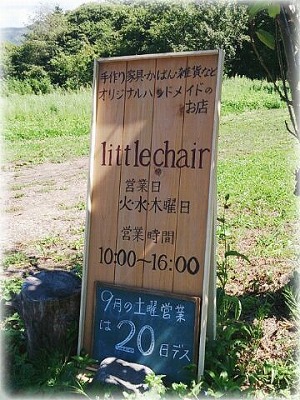 手作り家具・かばん・雑貨など
オリジナルハンドメイドの
お店
littlechair
営業日
火・水・木曜日
営業時間
10:00〜16:00
9月の土曜営業
は20日デス